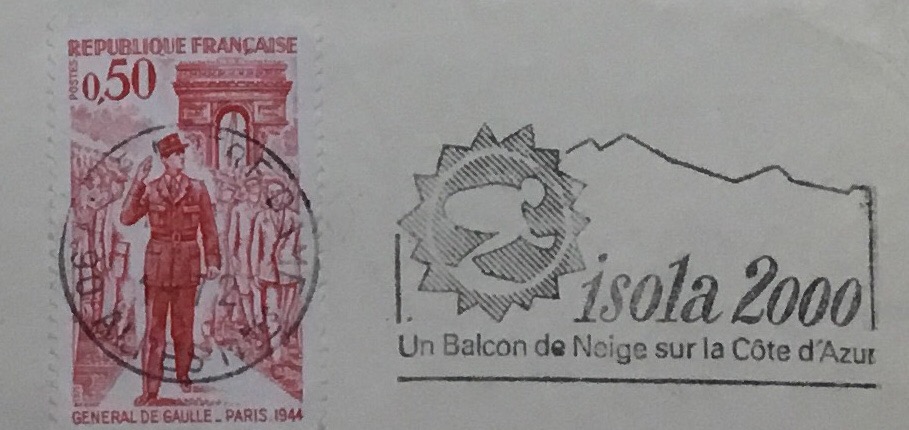 REPUBLIQUE FRANÇAISE
POSTES
0,50
GENERAL DE GAULLE - PARIS 1944
isola 2000
Un Balcon de Neige sur la Côte d'Azur